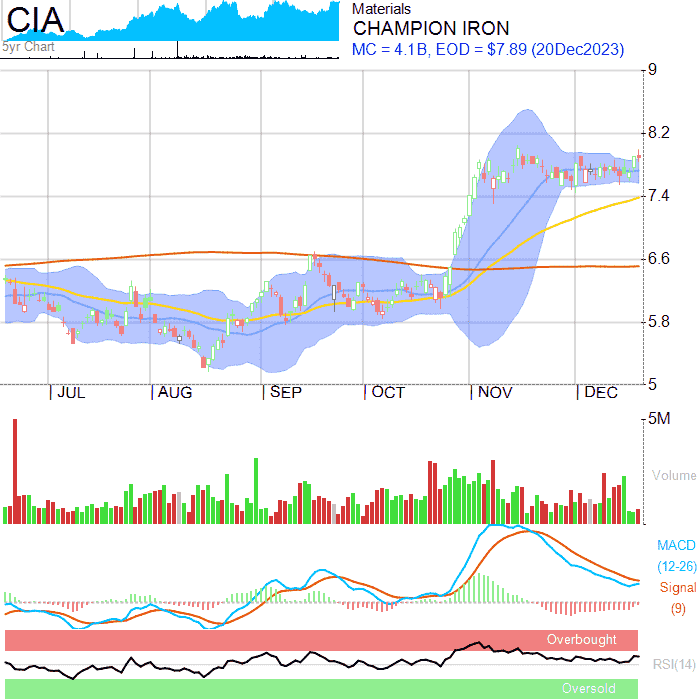 CIA
5yr Chart
Materials
CHAMPION IRON
MC = 4.1B, EOD = $7.89 (20Dec2023)
9
8.2
7.4
6.6
5.8
5
JUL
AUG
SEP
OCT
NOV
DEC
5M
Volume
MACD
(12-26)
Signal
(9)
Overbought
RSI(14)
Oversold